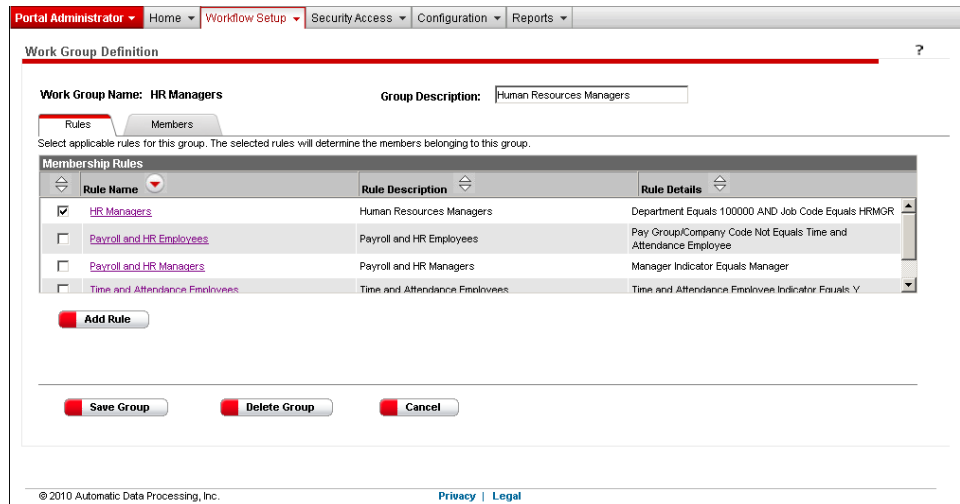 Portal Administrator Home Workflow Setup Security Access Configuration Reports
Work Group Definition ?
Work Group Name: HR Managers Group Description: Human Resources Managers
Rules Members
Select applicable rules for this group. The selected rules will determine the members belonging to this group.
Membership Rules
Rule Name Rule Description Rule Details
HR Managers Human Resources Managers Department Equals 100000 AND Job Code Equals HRMGR
Payroll and HR Employees Payroll and HR Employees Pay Group/Company Code Not Equals Time and
Attendance Employee
Payroll and HR Managers Payroll and HR Managers Manager Indicator Equals Manager
Time and Attendance Employees Time and Attendance Employees Time and Attendance Employee Indicator Equals Y
Add Rule
Save Group Delete Group Cancel
© 2010 Automatic Data Processing, Inc. Privacy | Legal